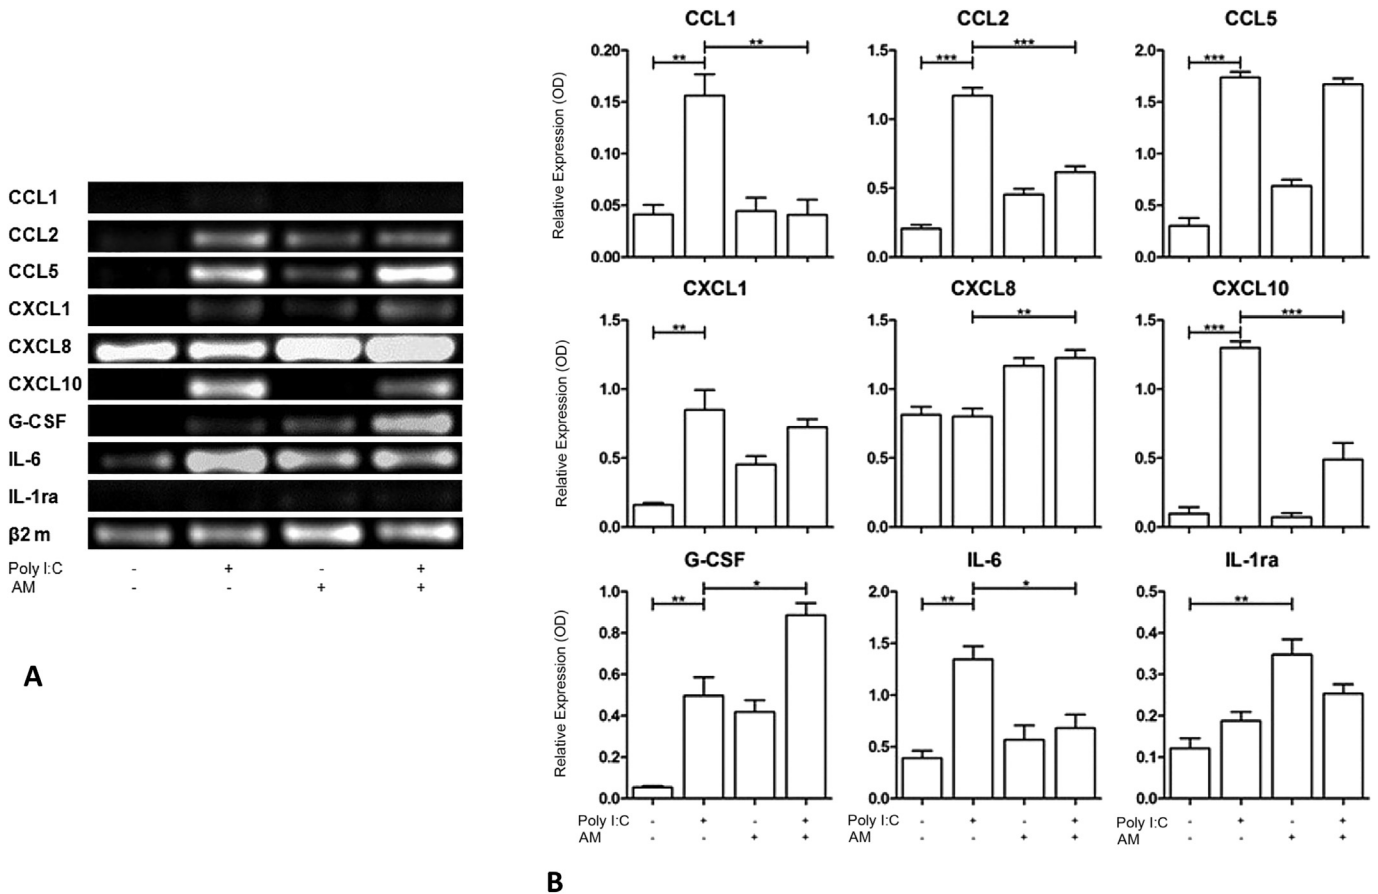 CCL1
CCL2
CCL5
CXCL1
CXCL8
CXCL10
G-CSF
IL-6
IL-1ra
β2 m
Poly I:C - + - +
AM - - + +
A
CCL1
Relative Expression (OD)
0.20
0.15
0.10
0.05
0.00
** **
CCL2
1.5
1.0
0.5
0.0
*** ***
CCL5
2.0
1.5
1.0
0.5
0.0
***
CXCL1
Relative Expression (OD)
1.5
1.0
0.5
0.0
**
CXCL8
1.5
1.0
0.5
0.0
**
CXCL10
1.5
1.0
0.5
0.0
*** ***
G-CSF
Relative Expression (OD)
1.0
0.8
0.6
0.4
0.2
0.0
** *
Poly I:C - + - +
AM - - + +
IL-6
2.0
1.5
1.0
0.5
0.0
** *
Poly I:C - + - +
AM - - + +
IL-1ra
0.5
0.4
0.3
0.2
0.1
0.0
**
Poly I:C - + - +
AM - - + +
B